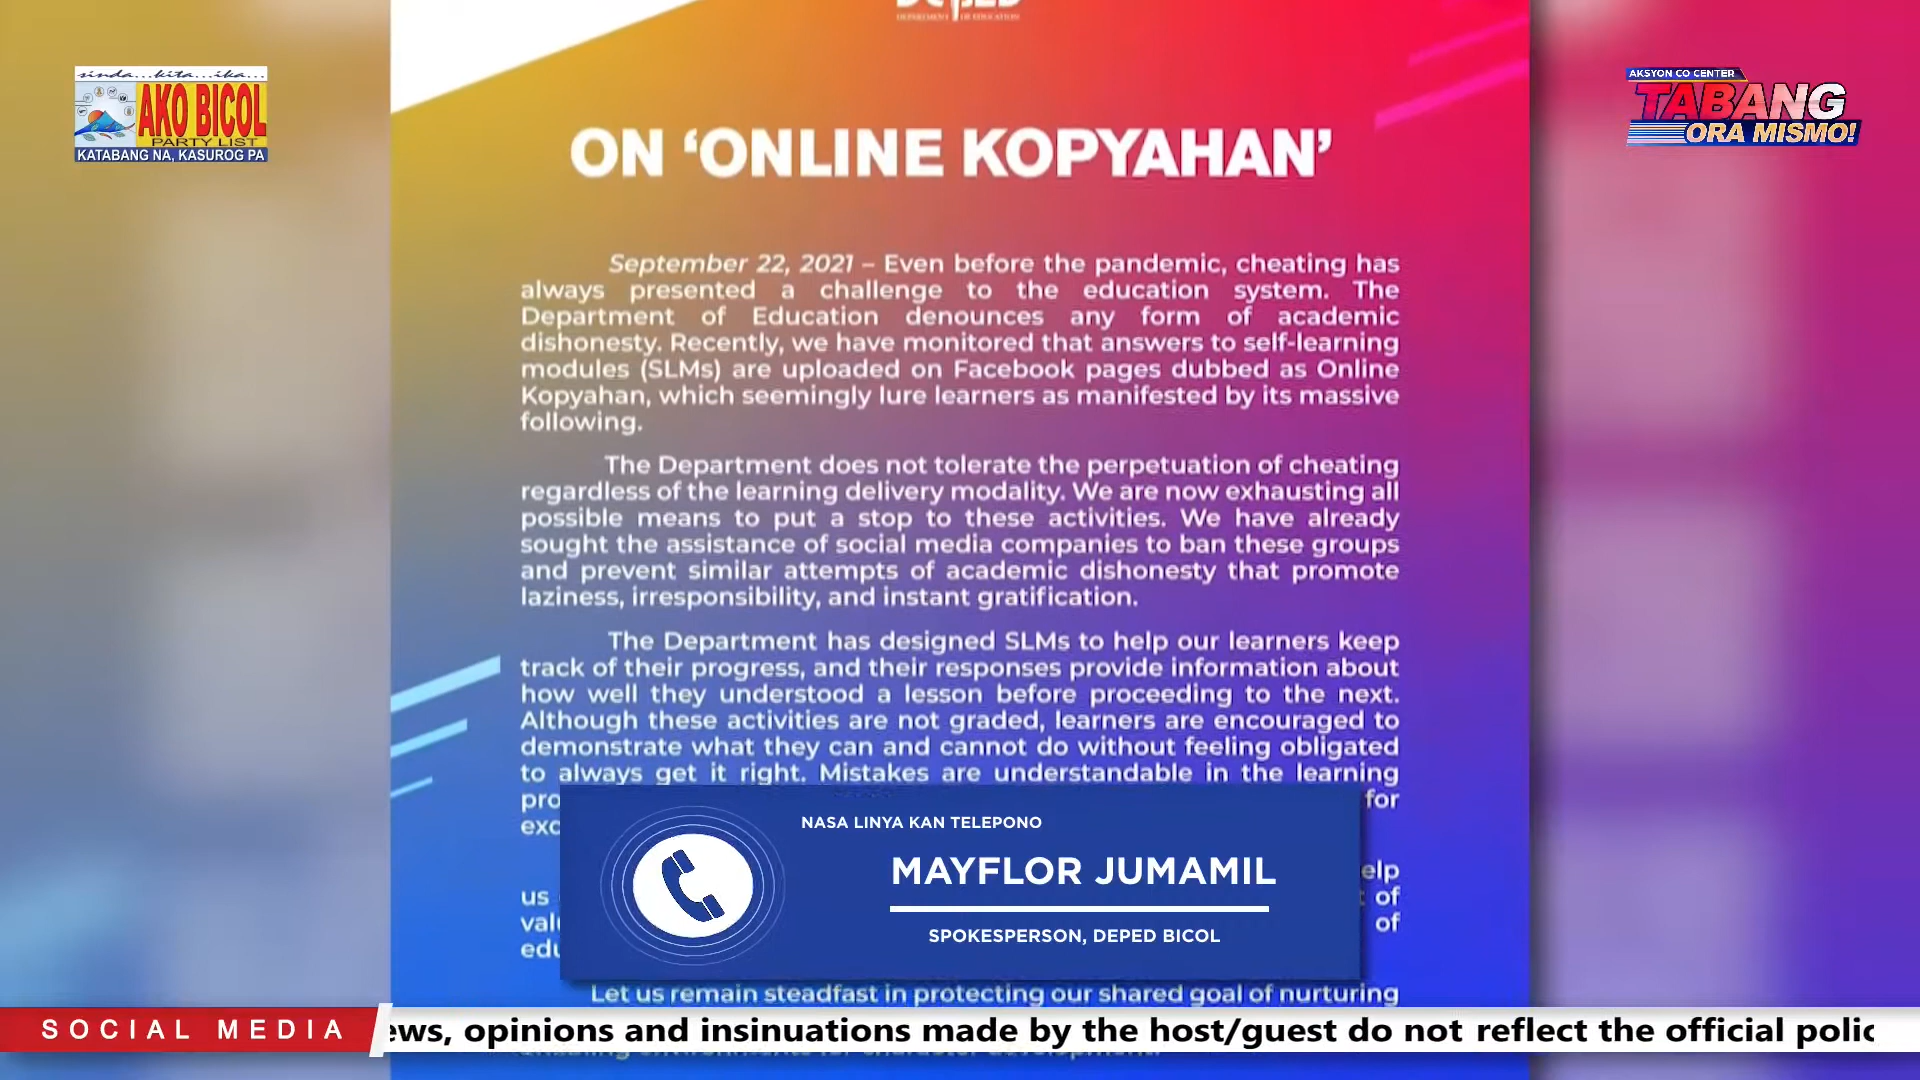 DEPED
DEPARTMENT OF EDUCATION
sinda...kita...ika...
AKO BICOL
PARTY LIST
KATABANG NA, KASUROG PA
AKSYON CO CENTER
TABANG
ORA MISMO!
ON ‘ONLINE KOPYAHAN’
September 22, 2021 – Even before the pandemic, cheating has
always presented a challenge to the education system. The
Department of Education denounces any form of academic
dishonesty. Recently, we have monitored that answers to self-learning
modules (SLMs) are uploaded on Facebook pages dubbed as Online
Kopyahan, which seemingly lure learners as manifested by its massive
following.
The Department does not tolerate the perpetuation of cheating
regardless of the learning delivery modality. We are now exhausting all
possible means to put a stop to these activities. We have already
sought the assistance of social media companies to ban these groups
and prevent similar attempts of academic dishonesty that promote
laziness, irresponsibility, and instant gratification.
The Department has designed SLMs to help our learners keep
track of their progress, and their responses provide information about
how well they understood a lesson before proceeding to the next.
Although these activities are not graded, learners are encouraged to
demonstrate what they can and cannot do without feeling obligated
to always get it right. Mistakes are understandable in the learning
pro for
exc
elp
us of
val of
edu
NASA LINYA KAN TELEPONO
MAYFLOR JUMAMIL
SPOKESPERSON, DEPED BICOL
Let us remain steadfast in protecting our shared goal of nurturing
SOCIAL MEDIA
ews, opinions and insinuations made by the host/guest do not reflect the official polic